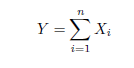 Y = \sum_{i=1}^{n} X_i